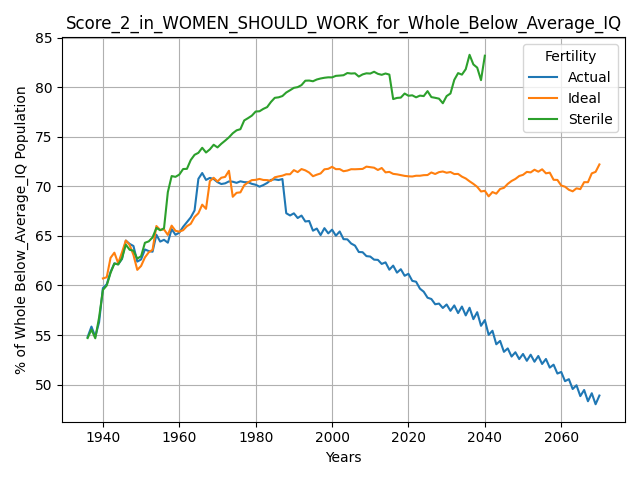 Score_2_in_WOMEN_SHOULD_WORK_for_Whole_Below_Average_IQ
% of Whole Below_Average_IQ Population
85
80
75
70
65
60
55
50
Fertility
Actual
Ideal
Sterile
1940
1960
1980
2000
2020
2040
2060
Years